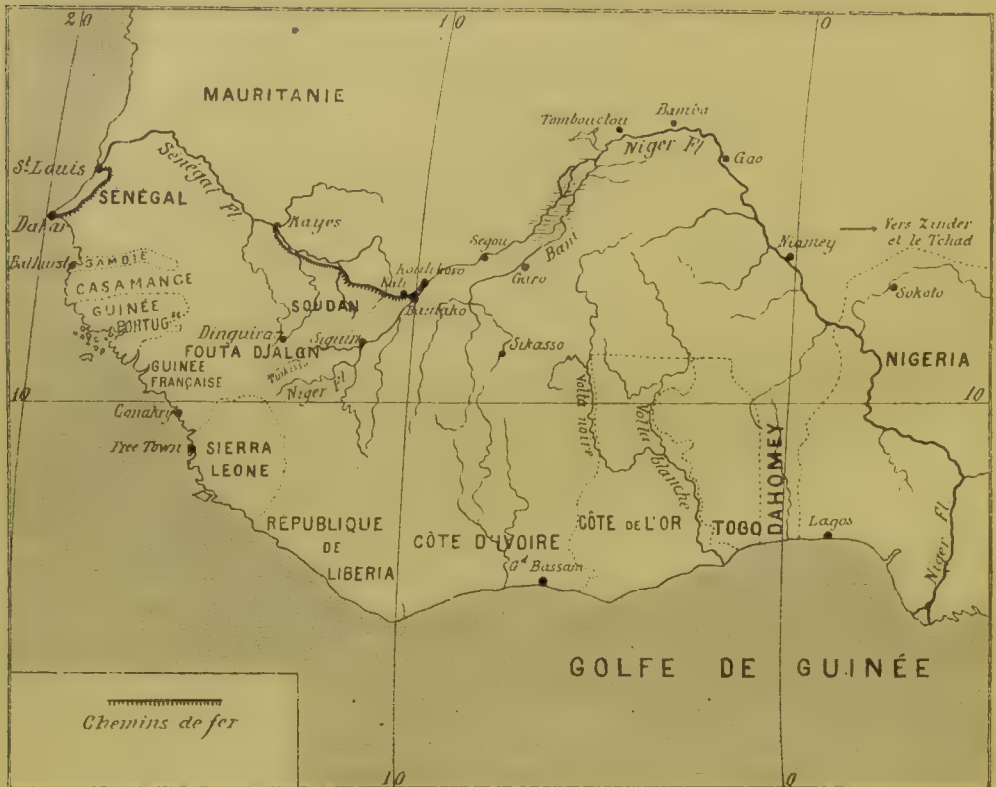 20
10
0
MAURITANIE
Tombouctou
Bamba
Niger Fl
Gao
St Louis
Sénégal Fl.
SÉNÉGAL
Dakar
Kayes
Niamey
Vers Zinder
et le Tchad
Bathurst
GAMBIE
Segou
Bani
Koulikoro
Kati
Garo
Sokoto
CASAMANCE
SOUDAN
Bamako
GUINÉE
PORTUGse
Dinguiray
Siguiri
Sikasso
FOUTA DJALON
NIGERIA
GUINÉE
FRANÇAISE
Tinkisso
Niger Fl
10
10
Volta noire
Volta blanche
Conakry
Free Town
SIERRA
LEONE
DAHOMEY
RÉPUBLIQUE
DE
LIBERIA
CÔTE D'IVOIRE
CÔTE DE L'OR
TOGO
Lagos
Gd Bassam
Niger Fl
GOLFE DE GUINÉE
Chemins de fer
10
0